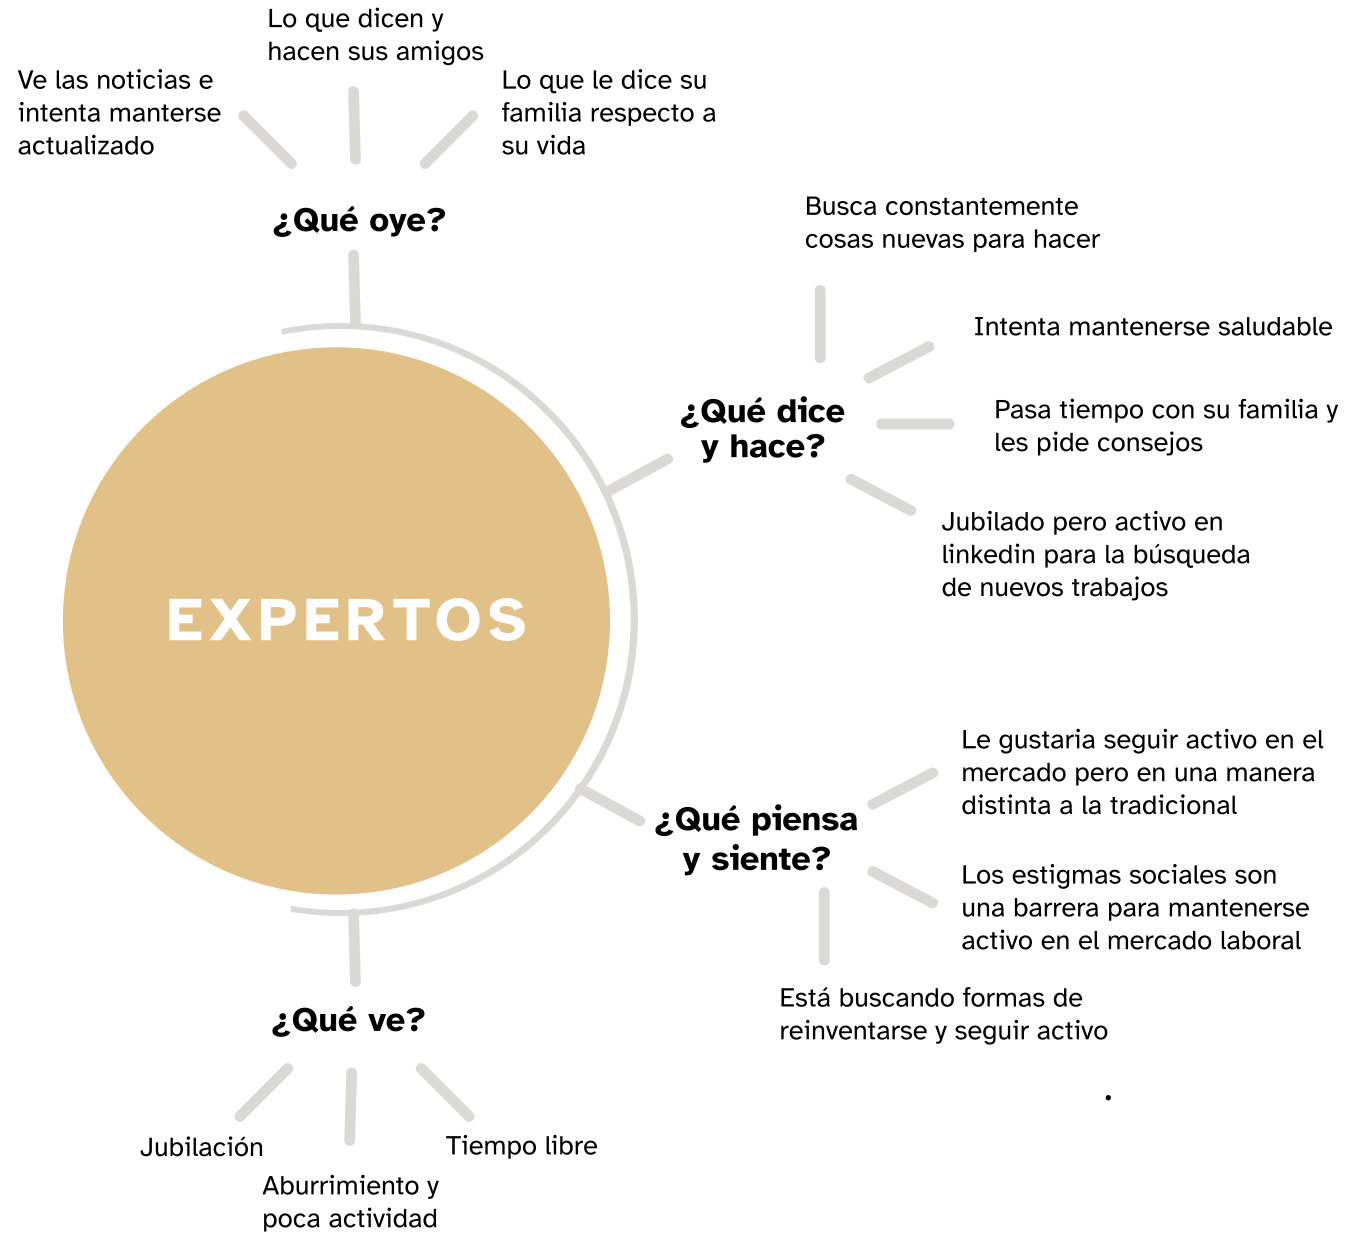 Lo que dicen y
hacen sus amigos
Ve las noticias e
intenta manterse
actualizado
Lo que le dice su
familia respecto a
su vida
¿Qué oye?
Busca constantemente
cosas nuevas para hacer
Intenta mantenerse saludable
¿Qué dice
y hace?
Pasa tiempo con su familia y
les pide consejos
Jubilado pero activo en
linkedin para la búsqueda
de nuevos trabajos
EXPERTOS
Le gustaria seguir activo en el
mercado pero en una manera
distinta a la tradicional
¿Qué piensa
y siente?
Los estigmas sociales son
una barrera para mantenerse
activo en el mercado laboral
Está buscando formas de
reinventarse y seguir activo
.
¿Qué ve?
Jubilación
Aburrimiento y
poca actividad
Tiempo libre